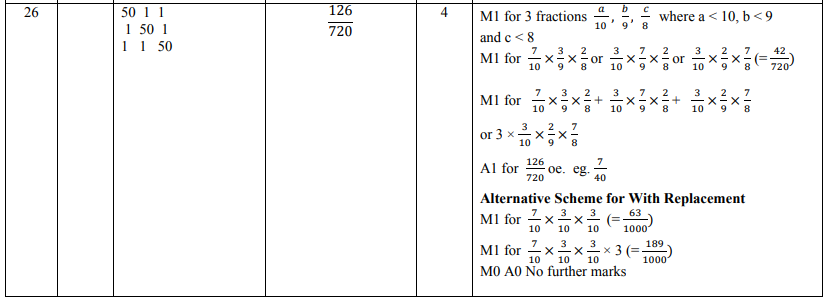 26 50 1 1 126/720 4 M1 for 3 fractions a/10, b/9, c/8 where a < 10, b < 9
1 50 1 and c < 8
1 1 50 M1 for 7/10 × 3/9 × 2/8 or 3/10 × 7/9 × 2/8 or 3/10 × 2/9 × 7/8 (= 42/720)
M1 for 7/10 × 3/9 × 2/8 + 3/10 × 7/9 × 2/8 + 3/10 × 2/9 × 7/8
or 3 × 3/10 × 2/9 × 7/8
A1 for 126/720 oe. eg. 7/40
Alternative Scheme for With Replacement
M1 for 7/10 × 3/10 × 3/10 (= 63/1000)
M1 for 7/10 × 3/10 × 3/10 × 3 (= 189/1000)
M0 A0 No further marks